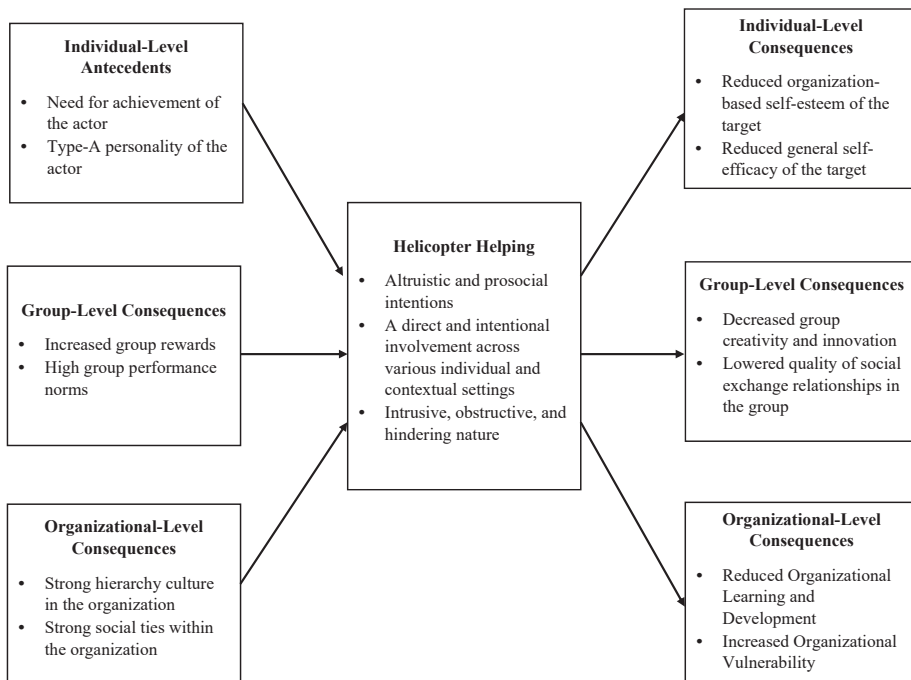 Individual-Level
Antecedents
• Need for achievement of
the actor
• Type-A personality of the
actor
Group-Level Consequences
• Increased group rewards
• High group performance
norms
Organizational-Level
Consequences
• Strong hierarchy culture
in the organization
• Strong social ties within
the organization
Helicopter Helping
• Altruistic and prosocial
intentions
• A direct and intentional
involvement across
various individual and
contextual settings
• Intrusive, obstructive, and
hindering nature
Individual-Level
Consequences
• Reduced organization-
based self-esteem of the
target
• Reduced general self-
efficacy of the target
Group-Level Consequences
• Decreased group
creativity and innovation
• Lowered quality of social
exchange relationships in
the group
Organizational-Level
Consequences
• Reduced Organizational
Learning and
Development
• Increased Organizational
Vulnerability